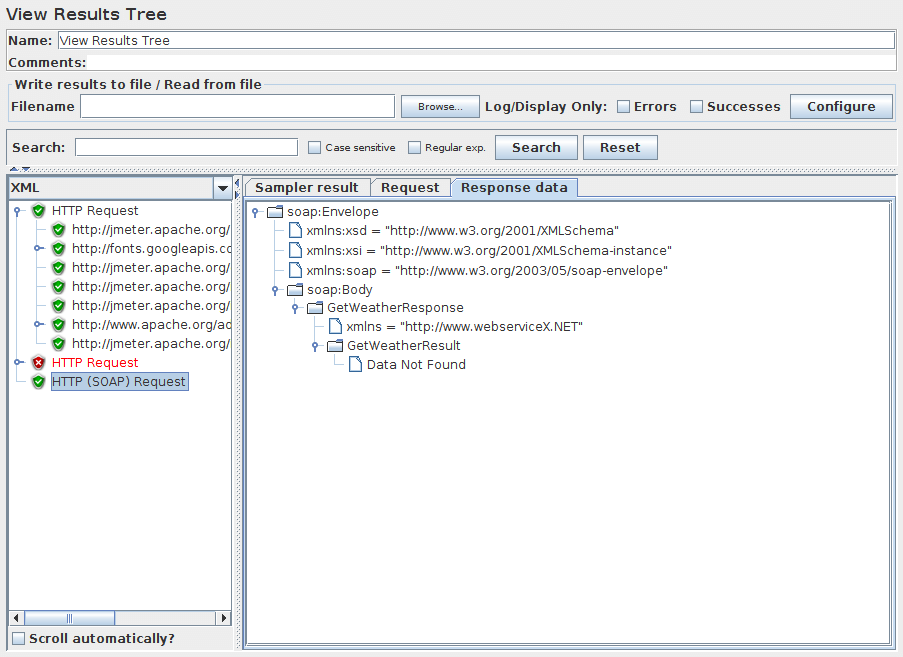 View Results Tree
Name: View Results Tree
Comments:
Write results to file / Read from file
Filename Browse... Log/Display Only: Errors Successes Configure
Search: Case sensitive Regular exp. Search Reset
XML
HTTP Request
http://jmeter.apache.org/
http://fonts.googleapis.co
http://jmeter.apache.org/
http://jmeter.apache.org/
http://jmeter.apache.org/
http://www.apache.org/ac
http://jmeter.apache.org/
HTTP Request
HTTP (SOAP) Request
Scroll automatically?
Sampler result Request Response data
soap:Envelope
xmlns:xsd = "http://www.w3.org/2001/XMLSchema"
xmlns:xsi = "http://www.w3.org/2001/XMLSchema-instance"
xmlns:soap = "http://www.w3.org/2003/05/soap-envelope"
soap:Body
GetWeatherResponse
xmlns = "http://www.webserviceX.NET"
GetWeatherResult
Data Not Found